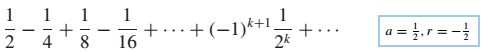 1/2 − 1/4 + 1/8 − 1/16 + ··· + (−1)^{k+1} 1/2^k + ··· a = 1/2, r = −1/2